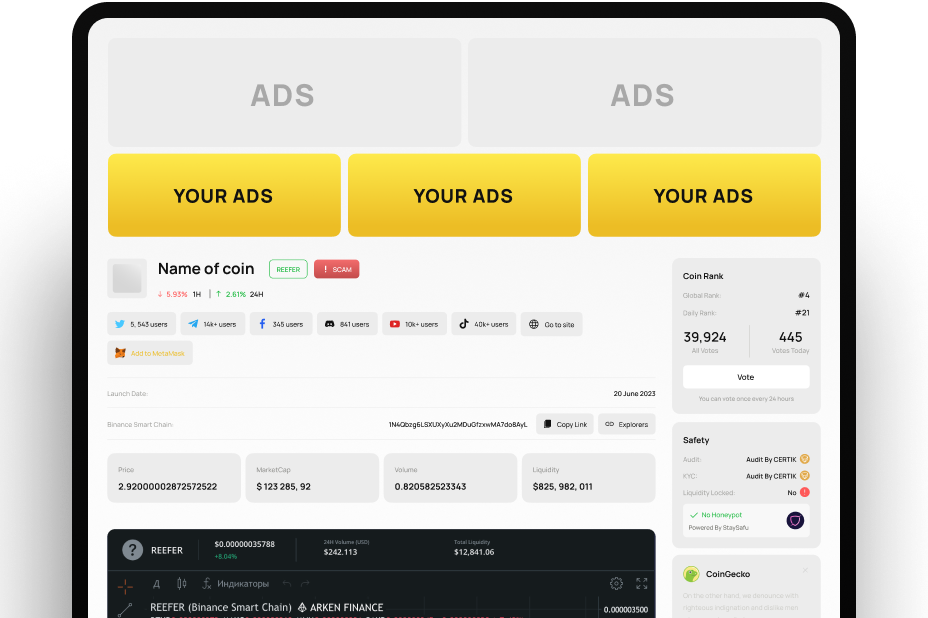 ADS ADS
YOUR ADS YOUR ADS YOUR ADS
Name of coin REEFER ! SCAM
↓ 5.93% 1H | ↑ 2.61% 24H
5, 543 users 14k+ users 345 users 841 users 10k+ users 40k+ users Go to site
Add to MetaMask
Launch Date: 20 June 2023
Binance Smart Chain: 1N4Qbzg6LSXUXyXu2MDuGfzxwMA7do8AyL Copy Link Explorers
Price MarketCap Volume Liquidity
2.92000002872572522 $ 123 285, 92 0.820582523343 $825, 982, 011
Coin Rank
Global Rank: #4
Daily Rank: #21
39,924 445
All Votes Votes Today
Vote
You can vote once every 24 hours
Safety
Audit: Audit By CERTIK
KYC: Audit By CERTIK
Liquidity Locked: No !
No Honeypot
Powered By StaySafu
CoinGecko ×
On the other hand, we denounce with
righteous indignation and dislike men
? REEFER $0.00000035788 24H Volume (USD) Total Liquidity
+8.04% $242.113 $12,841.06
Д Индикаторы
REEFER (Binance Smart Chain) ARKEN FINANCE 0.000003500